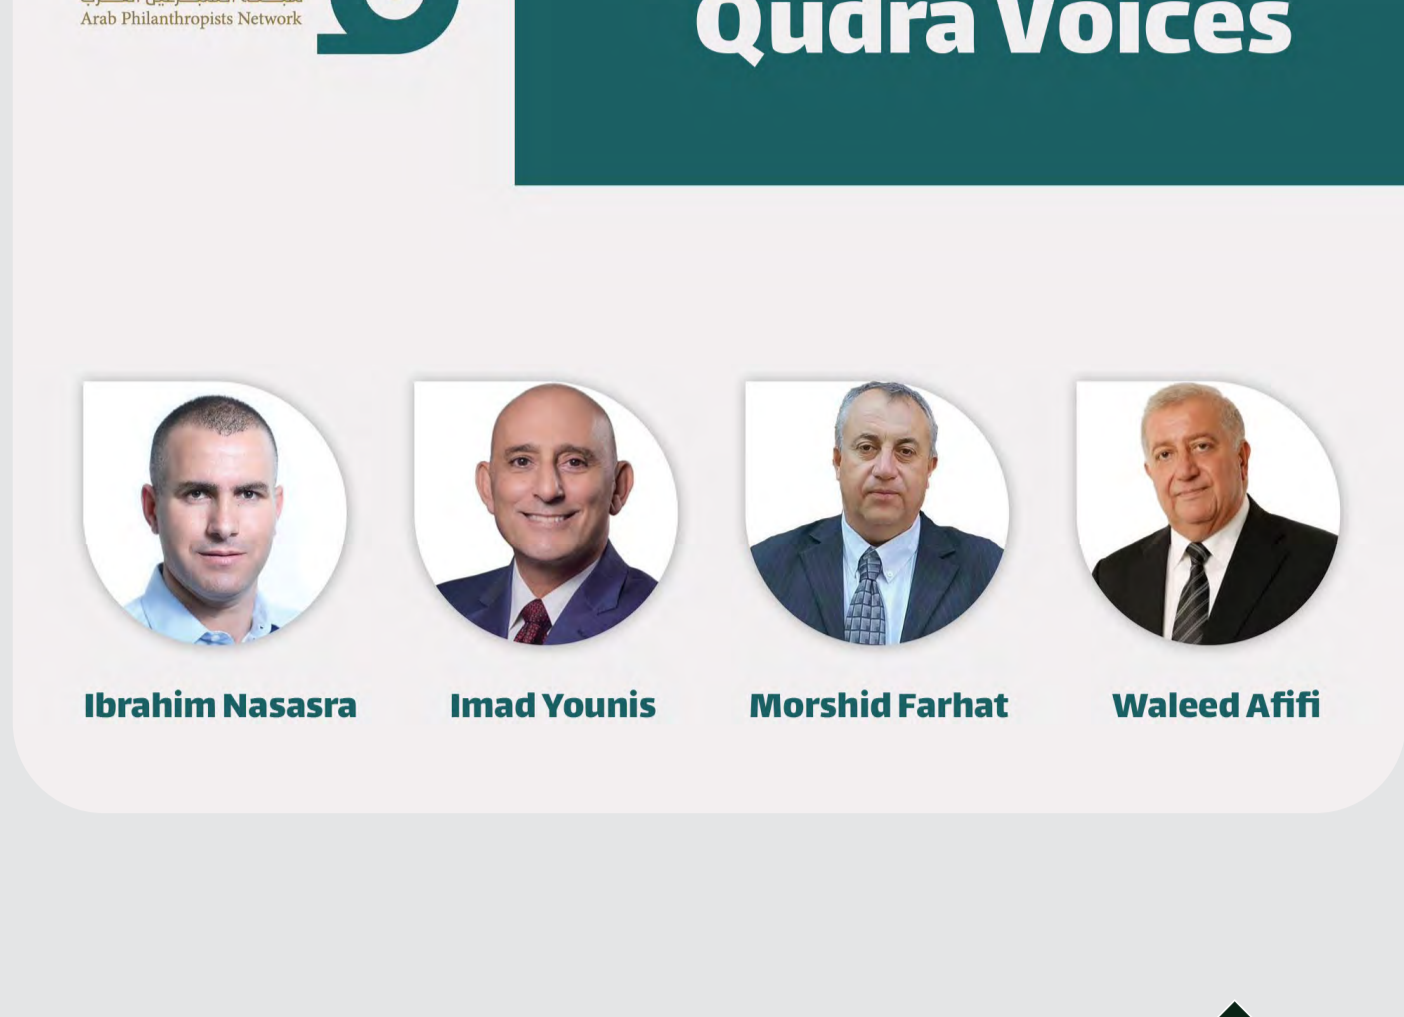 Arab Philanthropists Network
Qudra Voices
Ibrahim Nasasra
Imad Younis
Morshid Farhat
Waleed Afifi